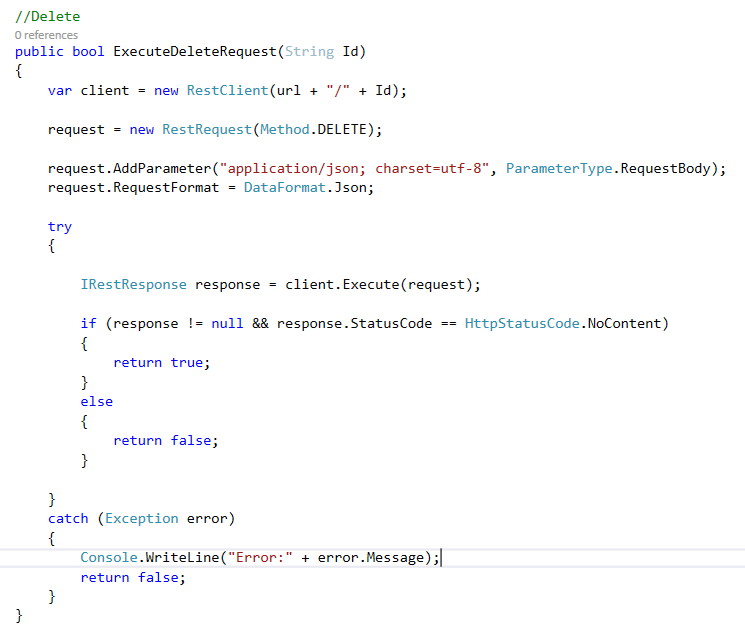 //Delete
0 references
public bool ExecuteDeleteRequest(String Id)
{
    var client = new RestClient(url + "/" + Id);
    request = new RestRequest(Method.DELETE);
    request.AddParameter("application/json; charset=utf-8", ParameterType.RequestBody);
    request.RequestFormat = DataFormat.Json;
    try
    {
        IRestResponse response = client.Execute(request);
        if (response != null && response.StatusCode == HttpStatusCode.NoContent)
        {
            return true;
        }
        else
        {
            return false;
        }
    }
    catch (Exception error)
    {
        Console.WriteLine("Error:" + error.Message);
        return false;
    }
}